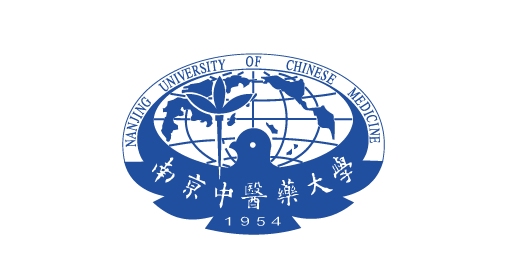 NANJING UNIVERSITY OF CHINESE MEDICINE
南京中醫藥大學
1954